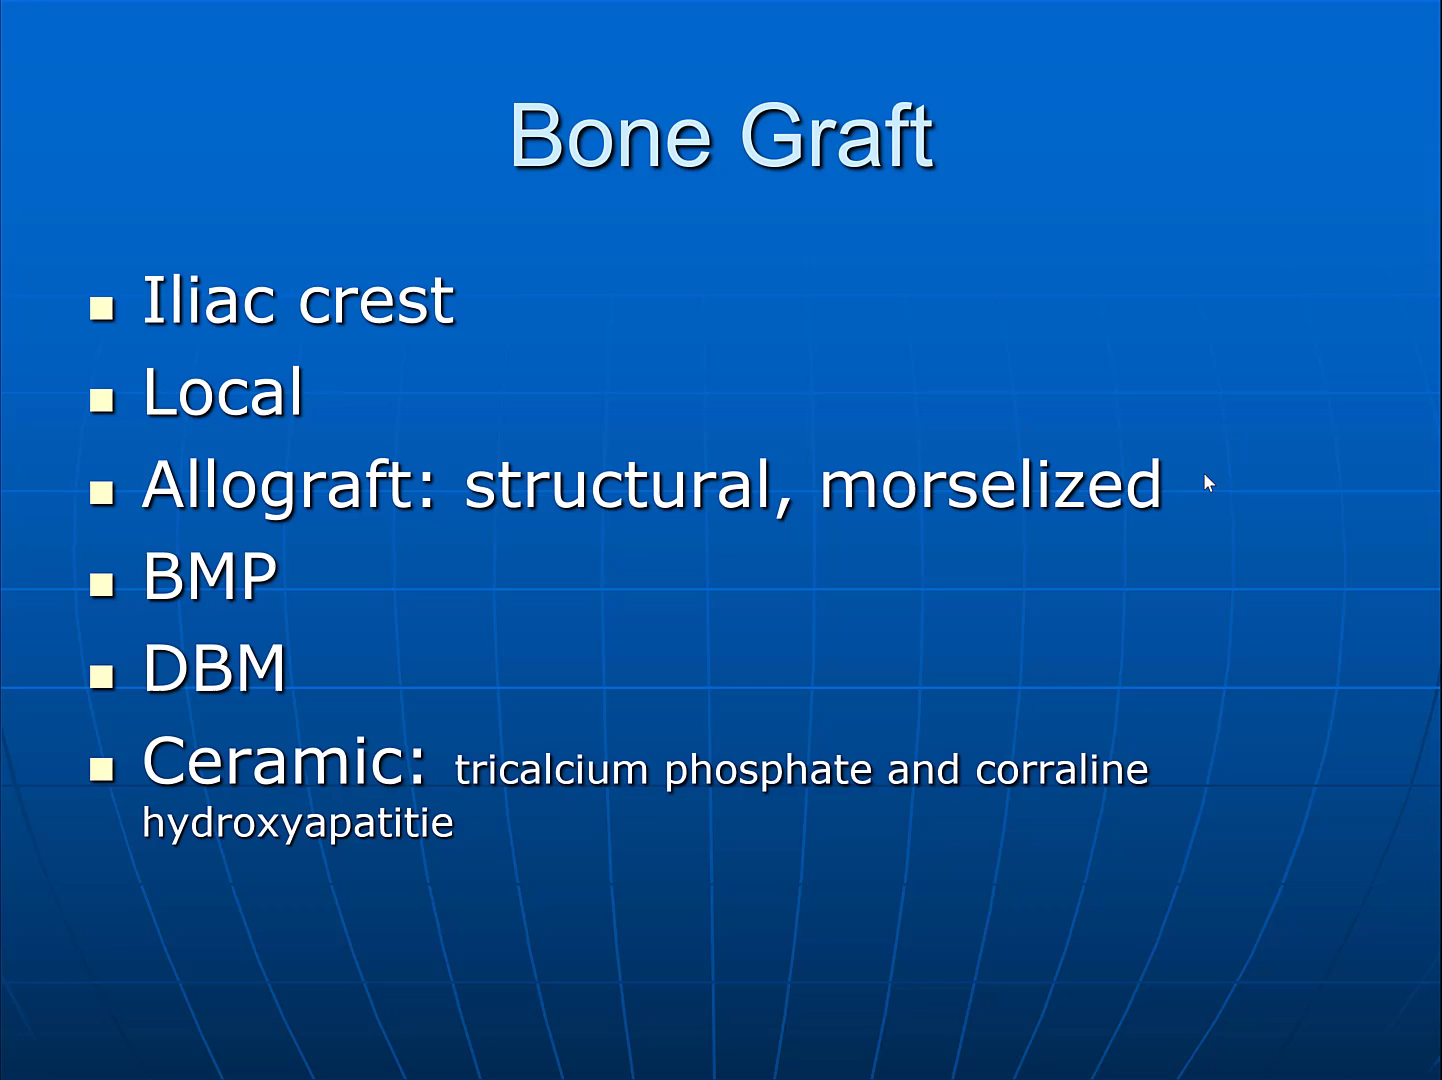 Bone Graft
Iliac crest
Local
Allograft: structural, morselized
BMP
DBM
Ceramic: tricalcium phosphate and corraline
hydroxyapatitie